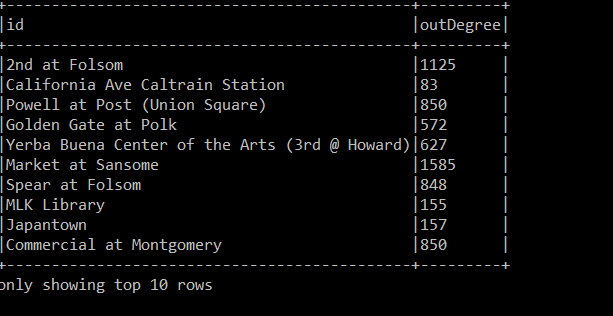 +---------------------------------------------+---------+
|id                                           |outDegree|
+---------------------------------------------+---------+
|2nd at Folsom                                |1125     |
|California Ave Caltrain Station              |83       |
|Powell at Post (Union Square)                |850      |
|Golden Gate at Polk                          |572      |
|Yerba Buena Center of the Arts (3rd @ Howard)|627      |
|Market at Sansome                            |1585     |
|Spear at Folsom                              |848      |
|MLK Library                                  |155      |
|Japantown                                    |157      |
|Commercial at Montgomery                     |850      |
+---------------------------------------------+---------+
only showing top 10 rows